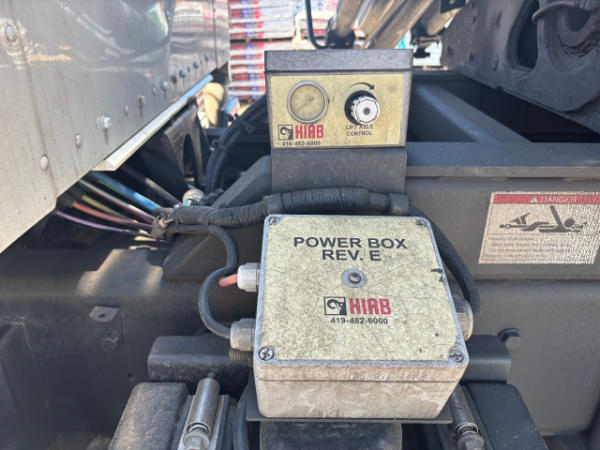 HIAB
LIFT AXLE
CONTROL
419-482-6000
DANGER
POWER BOX
REV. E
HIAB
419-482-6000